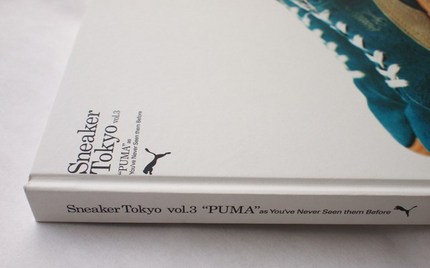 Sneaker
Tokyo vol.3
"PUMA" as
You've Never Seen them Before
Sneaker Tokyo vol.3 "PUMA" as You've Never Seen them Before